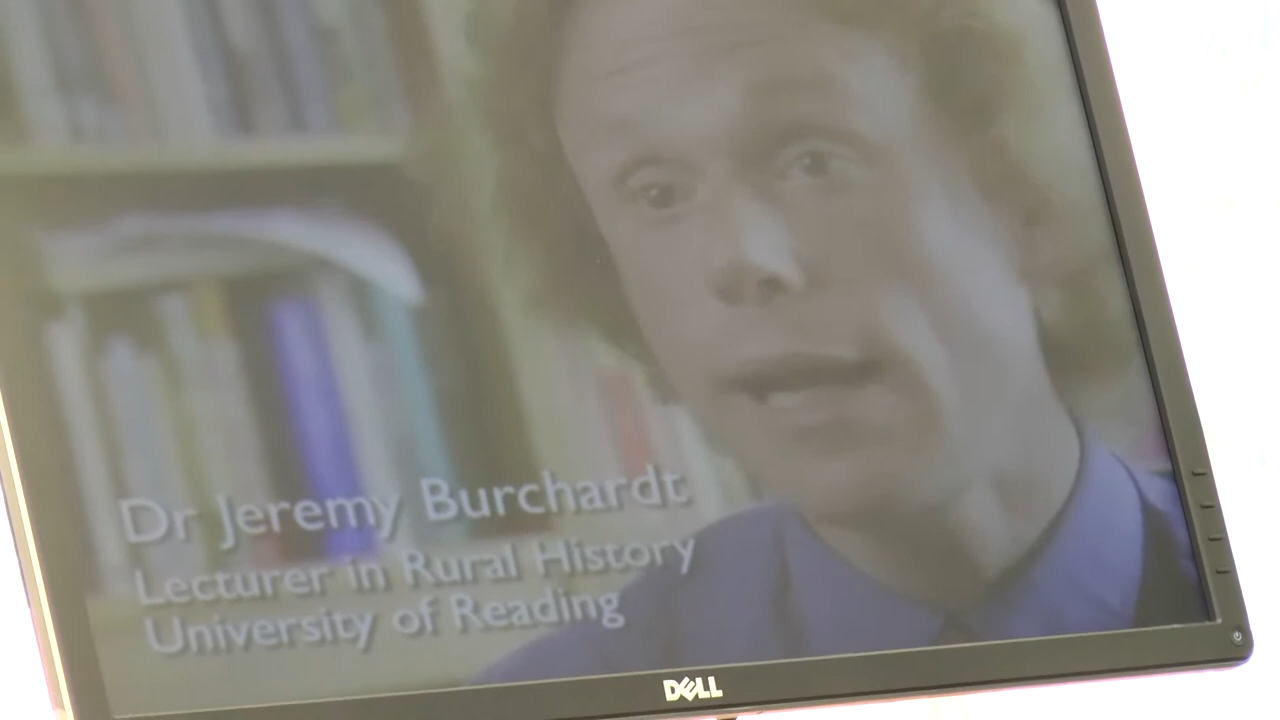 Dr Jeremy Burchardt
Lecturer in Rural History
University of Reading
DELL